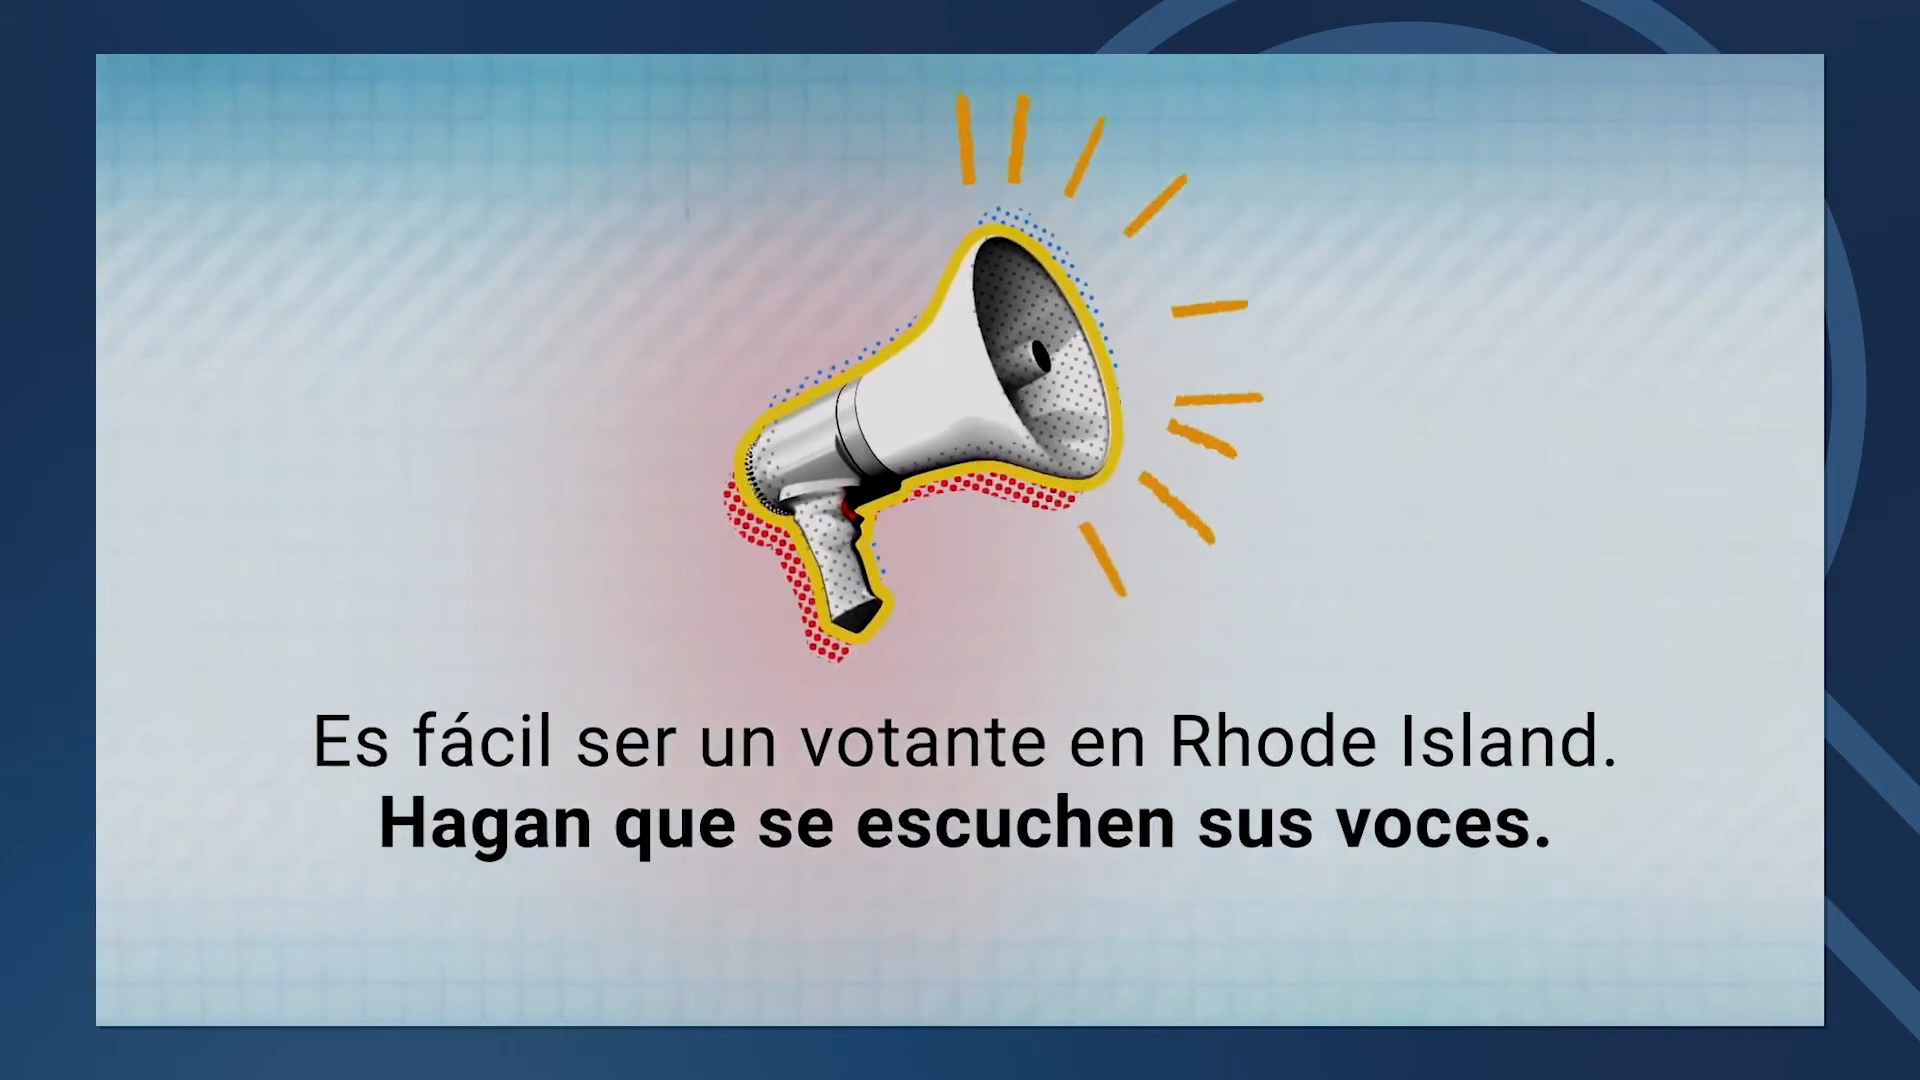 Es fácil ser un votante en Rhode Island.
Hagan que se escuchen sus voces.